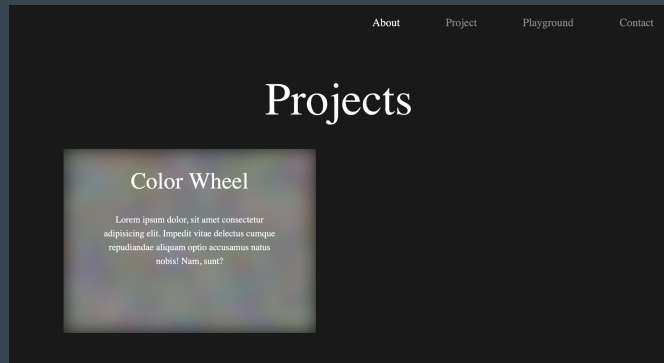 About Project Playground Contact
Projects
Color Wheel
Lorem ipsum dolor, sit amet consectetur
adipisicing elit. Impedit vitae delectus cumque
repudiandae aliquam optio accusamus natus
nobis! Nam, sunt?